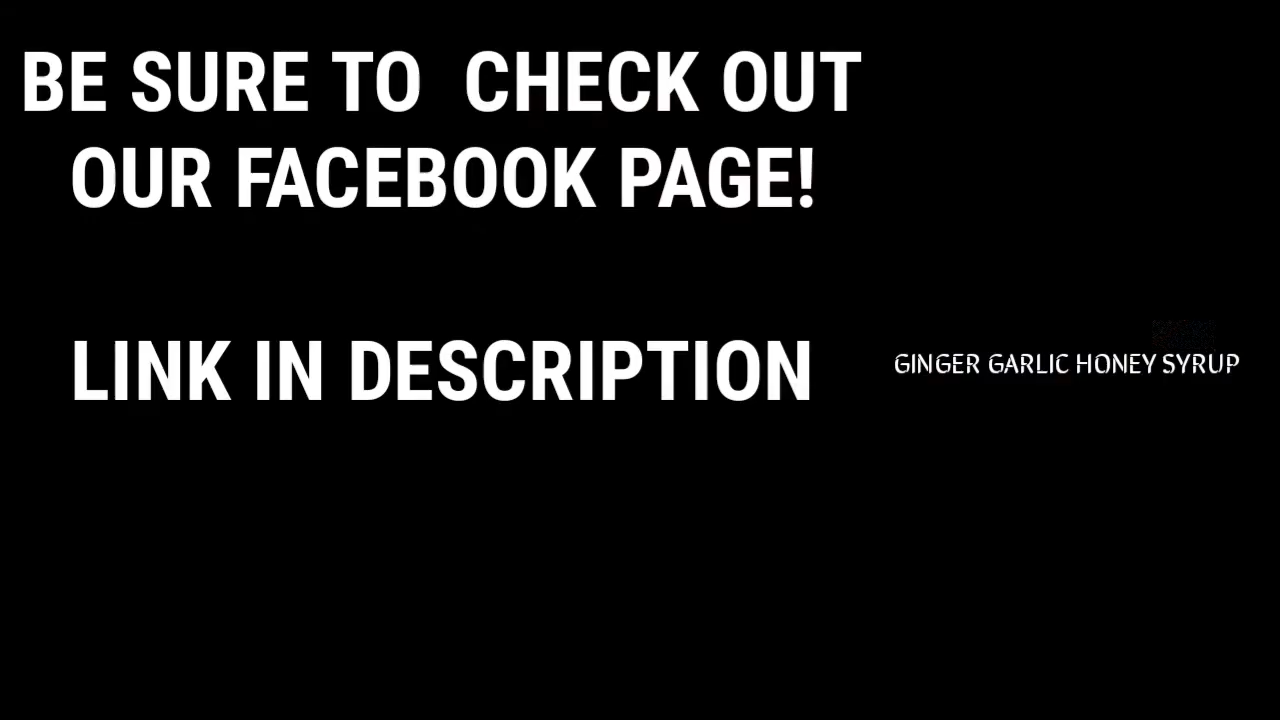 BE SURE TO CHECK OUT
OUR FACEBOOK PAGE!
LINK IN DESCRIPTION
GINGER GARLIC HONEY SYRUP